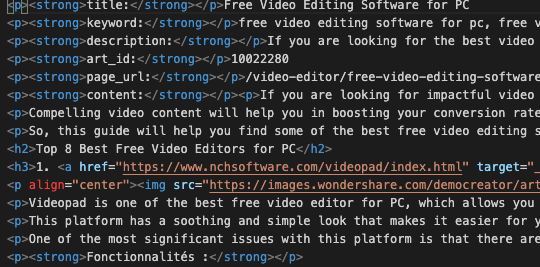 <p><strong>title:</strong></p>Free Video Editing Software for PC
<p><strong>keyword:</strong></p>free video editing software for pc, free v
<p><strong>description:</strong></p>If you are looking for the best video
<p><strong>art_id:</strong></p>10022280
<p><strong>page_url:</strong></p>/video-editor/free-video-editing-software
<p><strong>content:</strong></p><p>If you are looking for impactful video
<p>Compelling video content will help you in boosting your conversion rate
<p>So, this guide will help you find some of the best free video editing s
<h2>Top 8 Best Free Video Editors for PC</h2>
<h3>1. <a href="https://www.nchsoftware.com/videopad/index.html" target="_
<p align="center"><img src="https://images.wondershare.com/democreator/art
<p>Videopad is one of the best free video editor for PC, which allows you
<p>This platform has a soothing and simple look that makes it easier for y
<p>One of the most significant issues with this platform is that there are
<p><strong>Fonctionnalités :</strong></p>